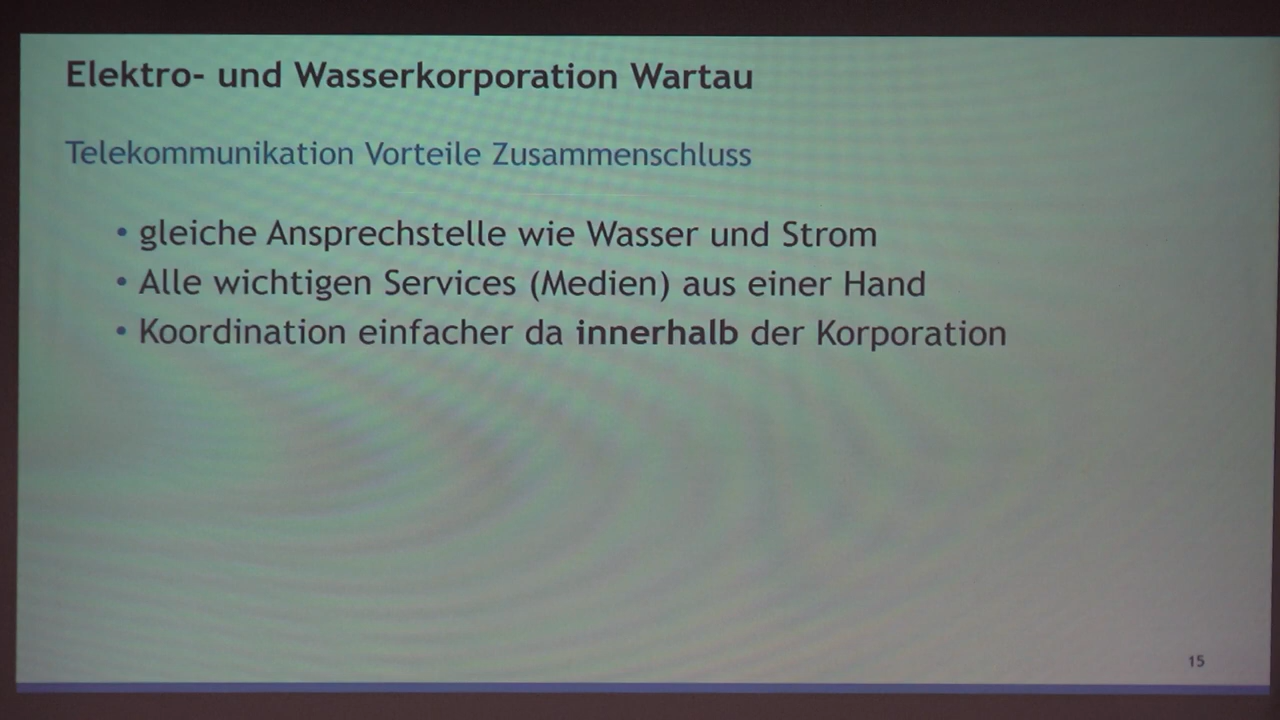 Elektro- und Wasserkorporation Wartau
Telekommunikation Vorteile Zusammenschluss
• gleiche Ansprechstelle wie Wasser und Strom
• Alle wichtigen Services (Medien) aus einer Hand
• Koordination einfacher da innerhalb der Korporation
15